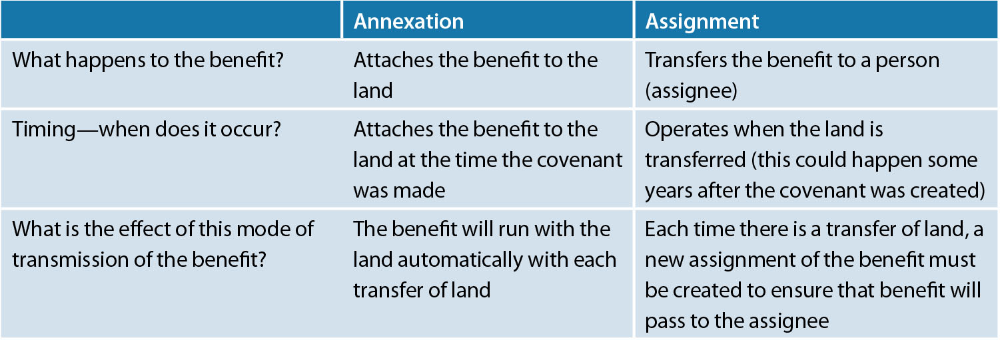 Annexation
Assignment
What happens to the benefit?
Attaches the benefit to the
land
Transfers the benefit to a person
(assignee)
Timing—when does it occur?
Attaches the benefit to the
land at the time the covenant
was made
Operates when the land is
transferred (this could happen some
years after the covenant was created)
What is the effect of this mode of
transmission of the benefit?
The benefit will run with the
land automatically with each
transfer of land
Each time there is a transfer of land, a
new assignment of the benefit must
be created to ensure that benefit will
pass to the assignee